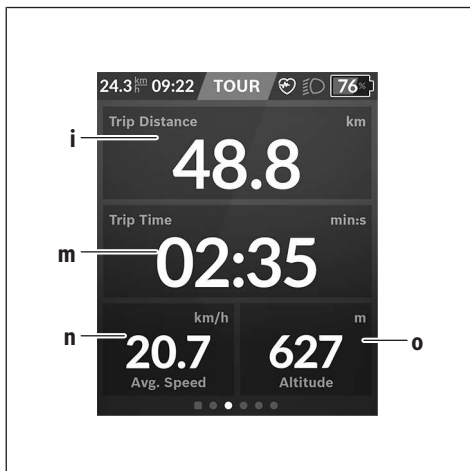 24.3 km/h 09:22 TOUR 76%
Trip Distance km
i
48.8
Trip Time min:s
m
02:35
km/h m
n
20.7 627
o
Avg. Speed Altitude